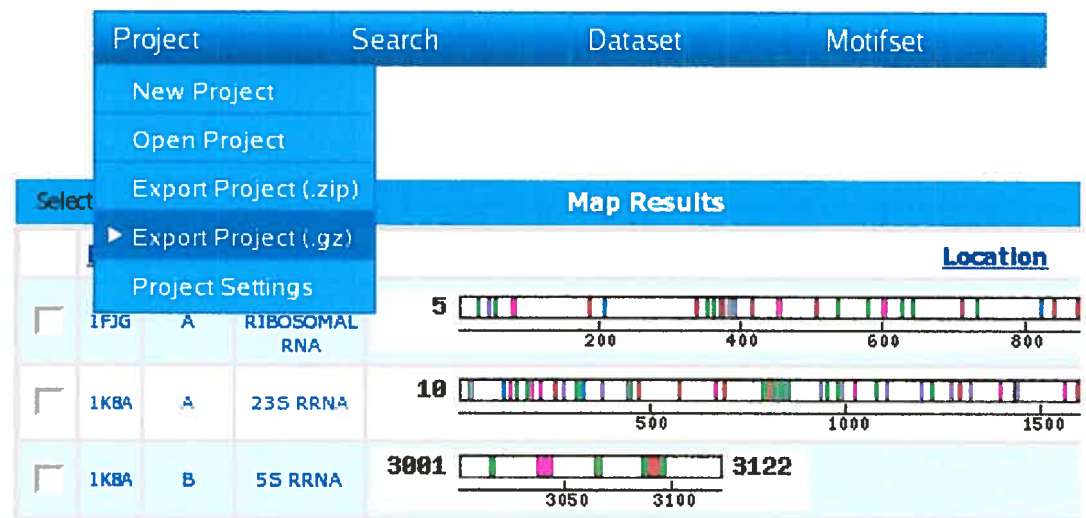 Project Search Dataset Motifset
New Project
Open Project
Export Project (.zip)
Select Map Results
Export Project (.gz)
Location
Project Settings
5
1FJG A RIBOSOMAL RNA
200 400 600 800
10
1K8A A 23S RRNA
500 1000 1500
3001 3122
1K8A B 5S RRNA
3050 3100